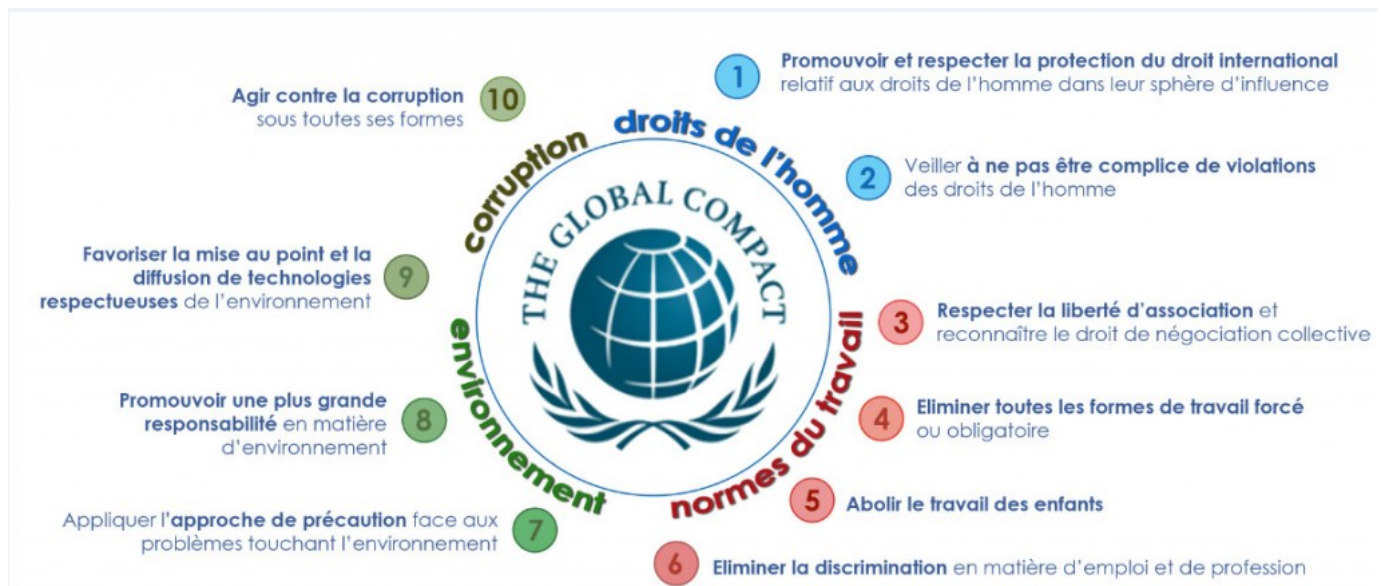 1
Promouvoir et respecter la protection du droit international
relatif aux droits de l'homme dans leur sphère d'influence
2
Veiller à ne pas être complice de violations
des droits de l'homme
3
Respecter la liberté d'association et
reconnaître le droit de négociation collective
4
Eliminer toutes les formes de travail forcé
ou obligatoire
5
Abolir le travail des enfants
6
Eliminer la discrimination en matière d'emploi et de profession
7
Appliquer l'approche de précaution face aux
problèmes touchant l'environnement
8
Promouvoir une plus grande
responsabilité en matière
d'environnement
9
Favoriser la mise au point et la
diffusion de technologies
respectueuses de l'environnement
10
Agir contre la corruption
sous toutes ses formes
droits de l'homme
normes du travail
environnement
corruption
THE GLOBAL COMPACT